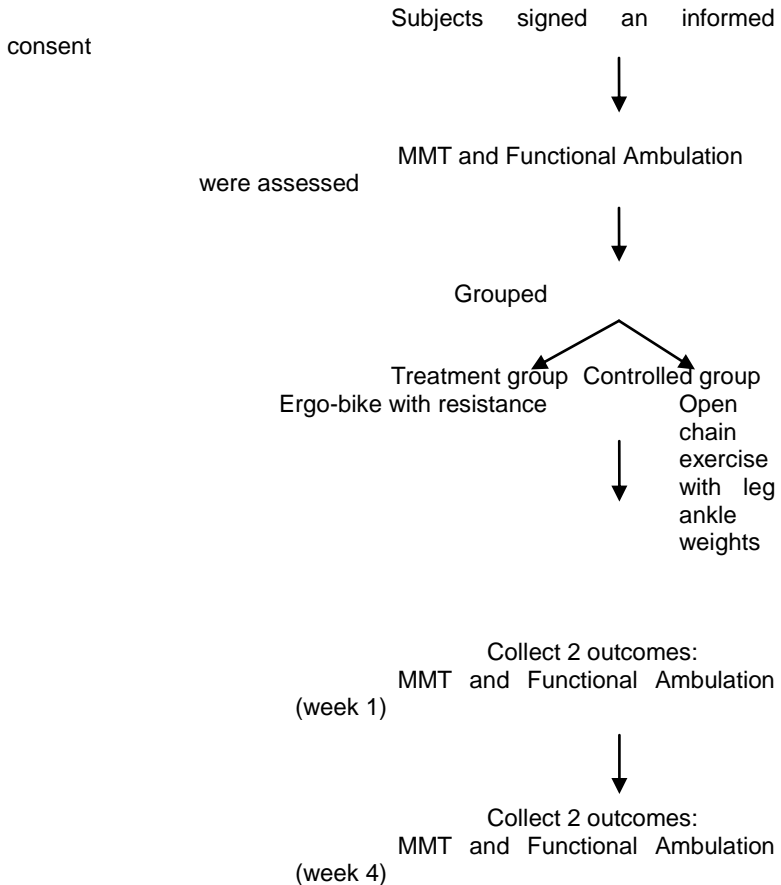 Subjects signed an informed
consent
MMT and Functional Ambulation
were assessed
Grouped
Treatment group Controlled group
Ergo-bike with resistance
Open
chain
exercise
with leg
ankle
weights
Collect 2 outcomes:
MMT and Functional Ambulation
(week 1)
Collect 2 outcomes:
MMT and Functional Ambulation
(week 4)